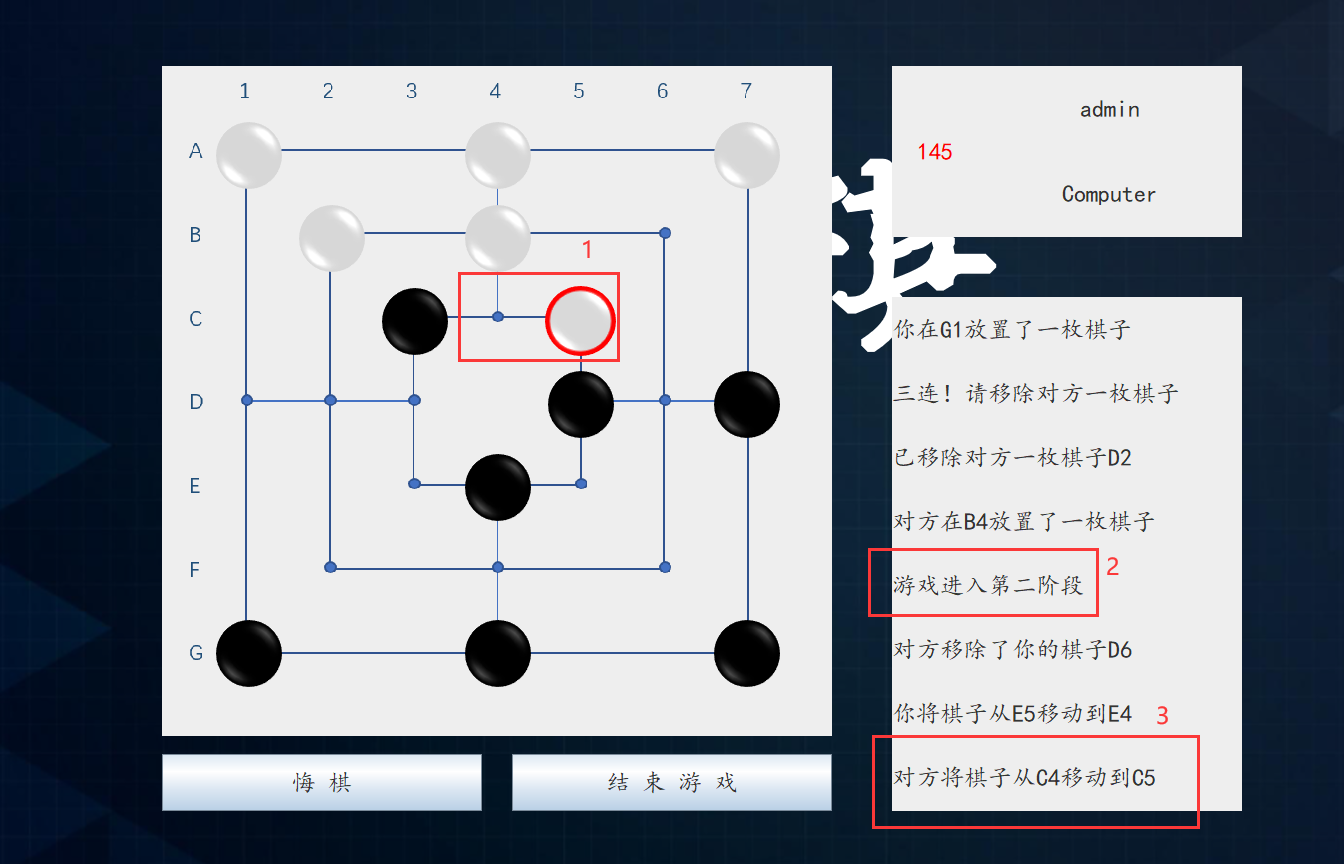 1 2 3 4 5 6 7
A
B
C
D
E
F
G
1
悔棋
结束游戏
admin
145
Computer
棋
你在G1放置了一枚棋子
三连！请移除对方一枚棋子
已移除对方一枚棋子D2
对方在B4放置了一枚棋子
游戏进入第二阶段
2
对方移除了你的棋子D6
你将棋子从E5移动到E4
3
对方将棋子从C4移动到C5